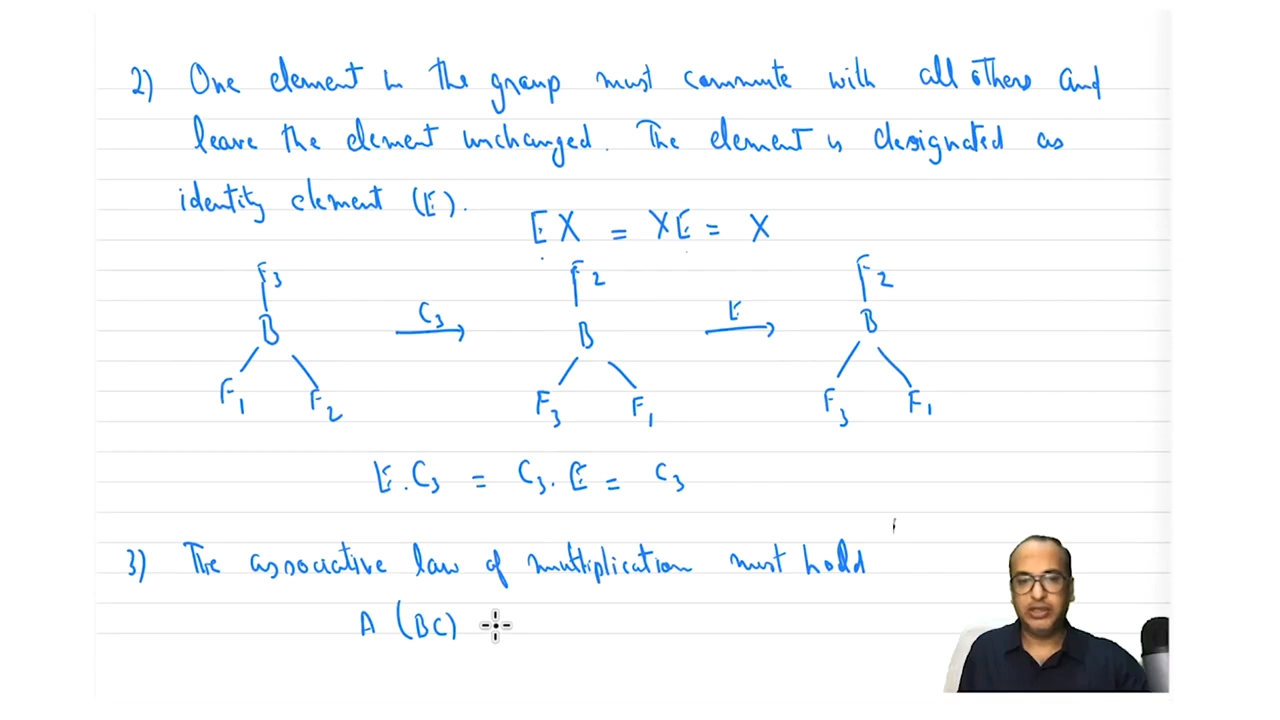 2) One element in the group must commute with all others and
leave the element unchanged. The element is designated as
identity element (E).
EX = XE = X
F3 F2 F2
B C3 B E B
F1 F2 F3 F1 F3 F1
E.C3 = C3.E = C3
3) The associative law of multiplication must hold
A (BC)